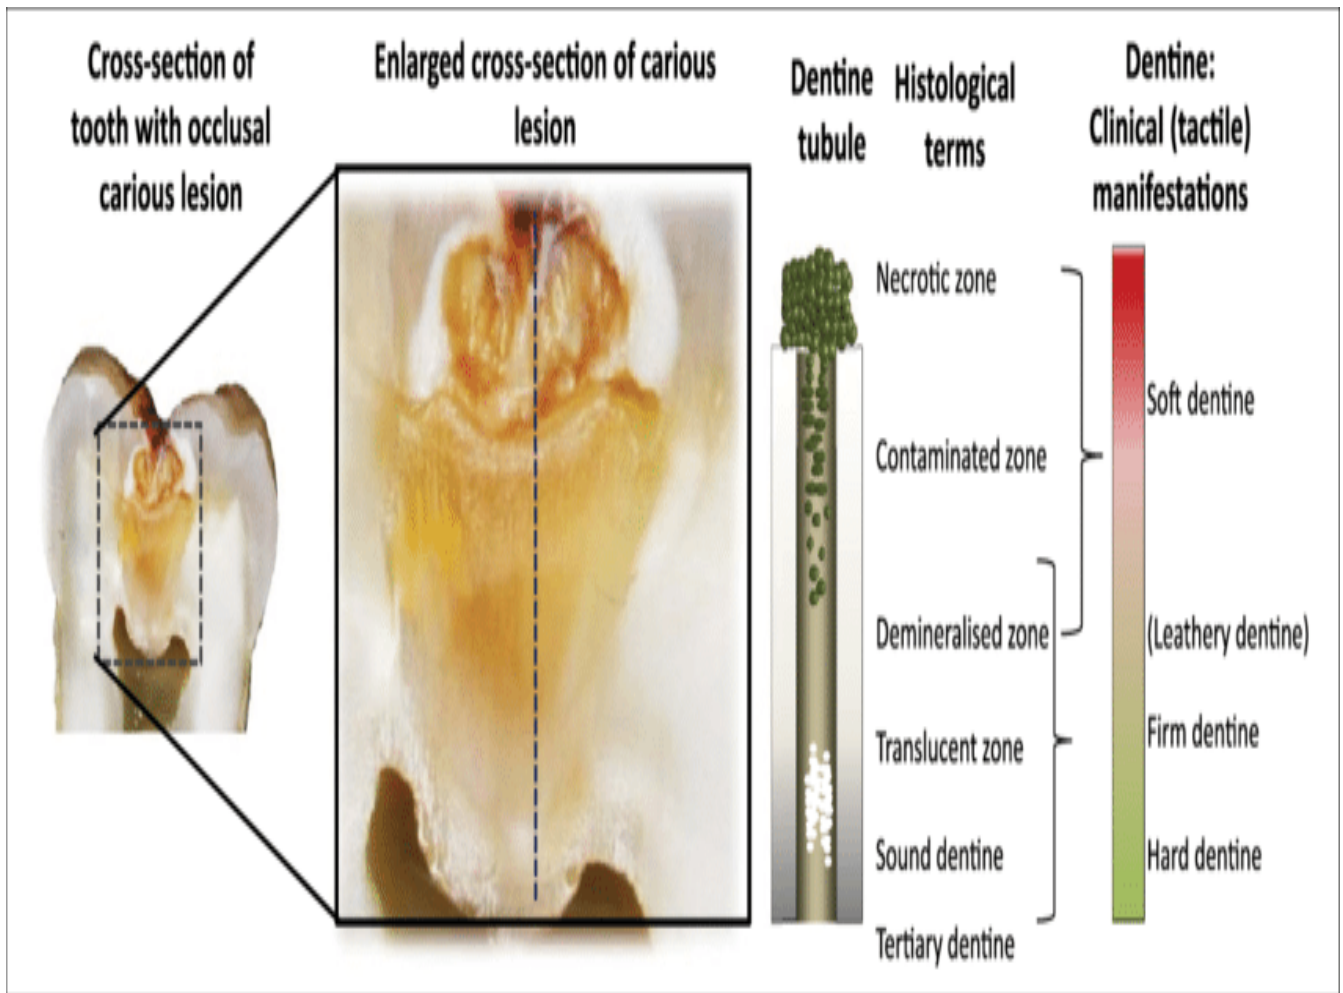 Cross-section of
tooth with occlusal
carious lesion
Enlarged cross-section of carious
lesion
Dentine
tubule
Histological
terms
Dentine:
Clinical (tactile)
manifestations
Necrotic zone
Contaminated zone
Demineralised zone
Translucent zone
Sound dentine
Tertiary dentine
Soft dentine
(Leathery dentine)
Firm dentine
Hard dentine